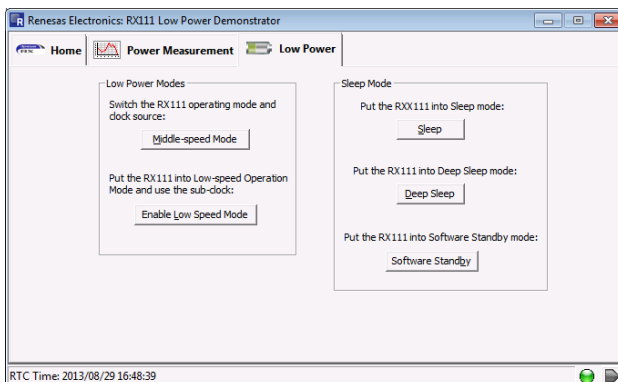 Renesas Electronics: RX111 Low Power Demonstrator
Home
Power Measurement
Low Power
Low Power Modes
Switch the RX111 operating mode and
clock source:
Middle-speed Mode
Put the RX111 into Low-speed Operation
Mode and use the sub-clock:
Enable Low Speed Mode
Sleep Mode
Put the RXX111 into Sleep mode:
Sleep
Put the RX111 into Deep Sleep mode:
Deep Sleep
Put the RX111 into Software Standby mode:
Software Standby
RTC Time: 2013/08/29 16:48:39